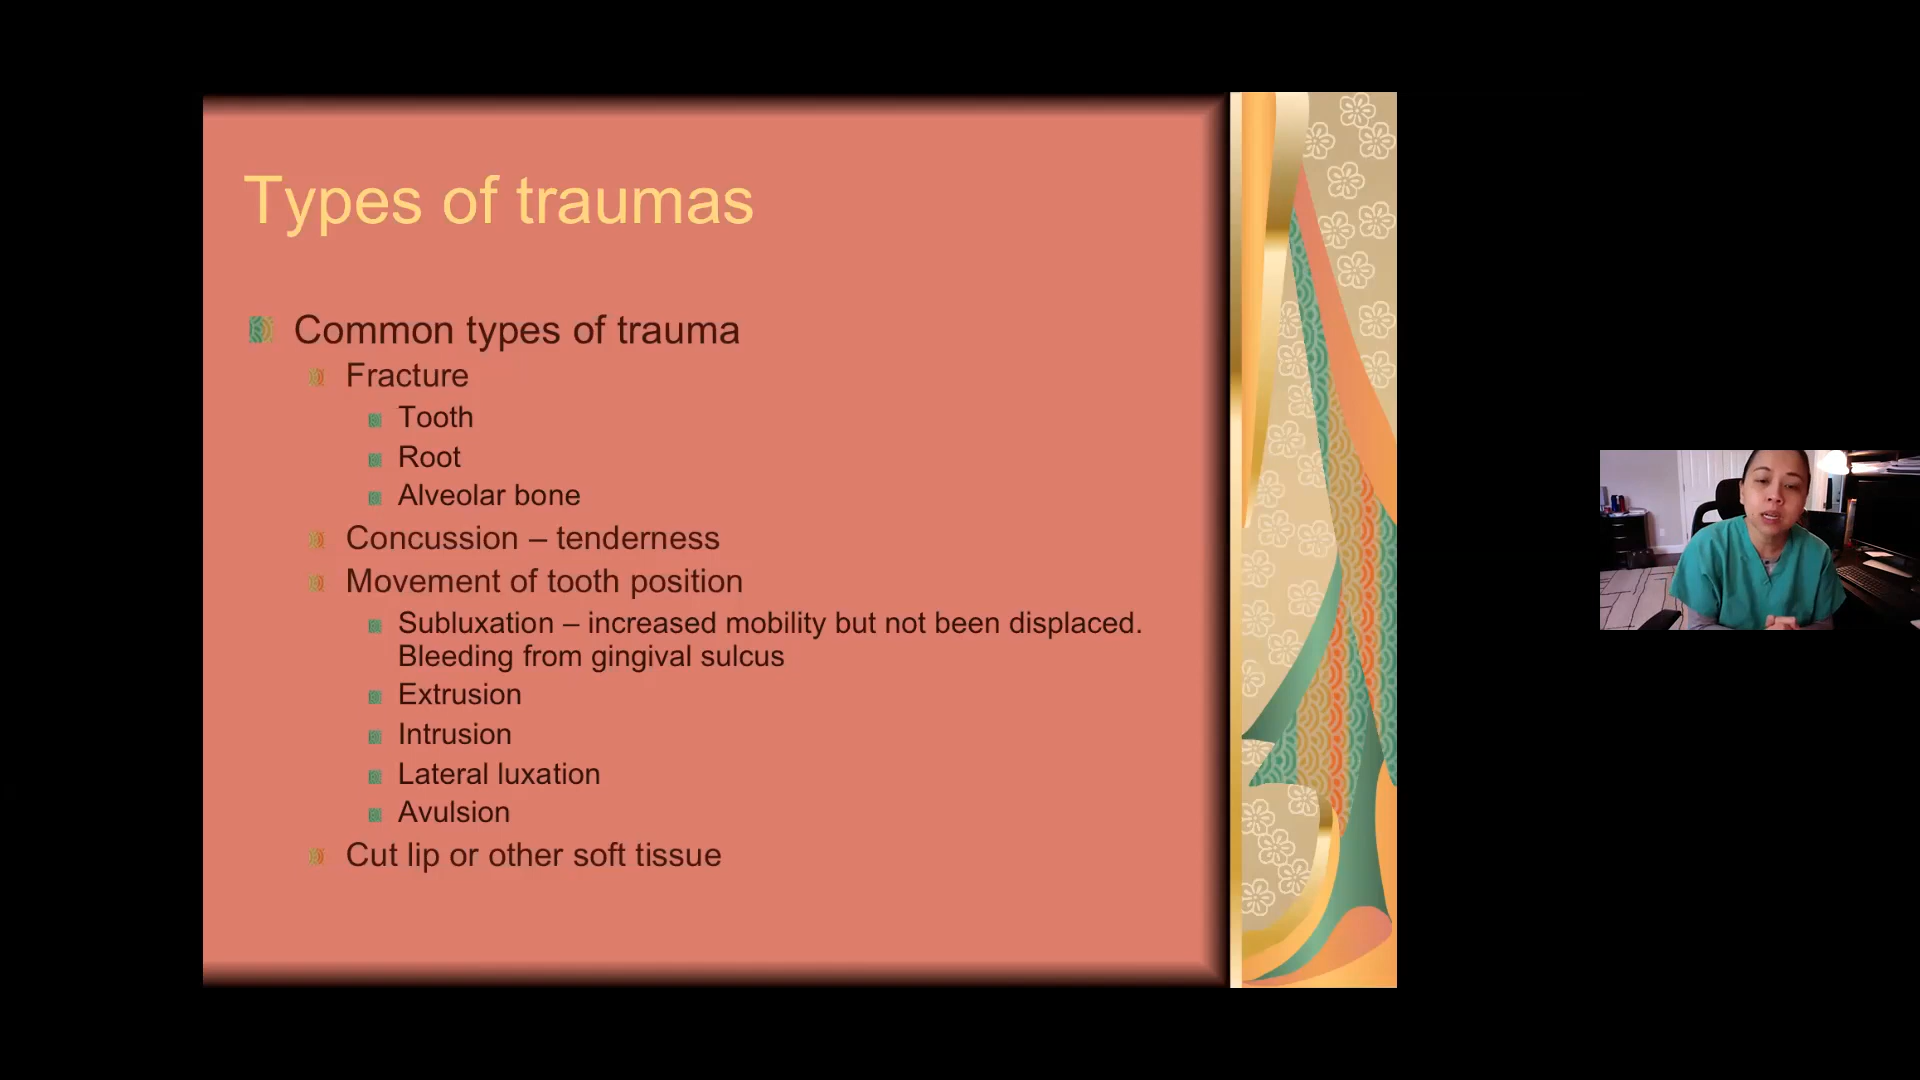 Types of traumas
Common types of trauma
Fracture
Tooth
Root
Alveolar bone
Concussion – tenderness
Movement of tooth position
Subluxation – increased mobility but not been displaced.
Bleeding from gingival sulcus
Extrusion
Intrusion
Lateral luxation
Avulsion
Cut lip or other soft tissue